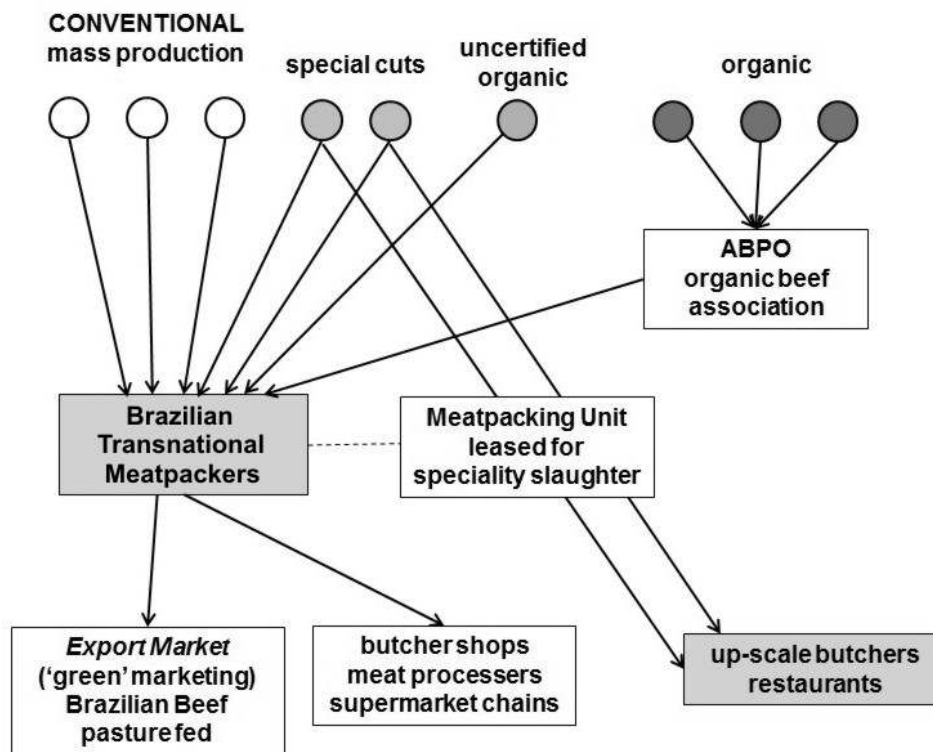 CONVENTIONAL
mass production
special cuts
uncertified
organic
organic
ABPO
organic beef
association
Brazilian
Transnational
Meatpackers
Meatpacking Unit
leased for
speciality slaughter
Export Market
('green' marketing)
Brazilian Beef
pasture fed
butcher shops
meat processers
supermarket chains
up-scale butchers
restaurants